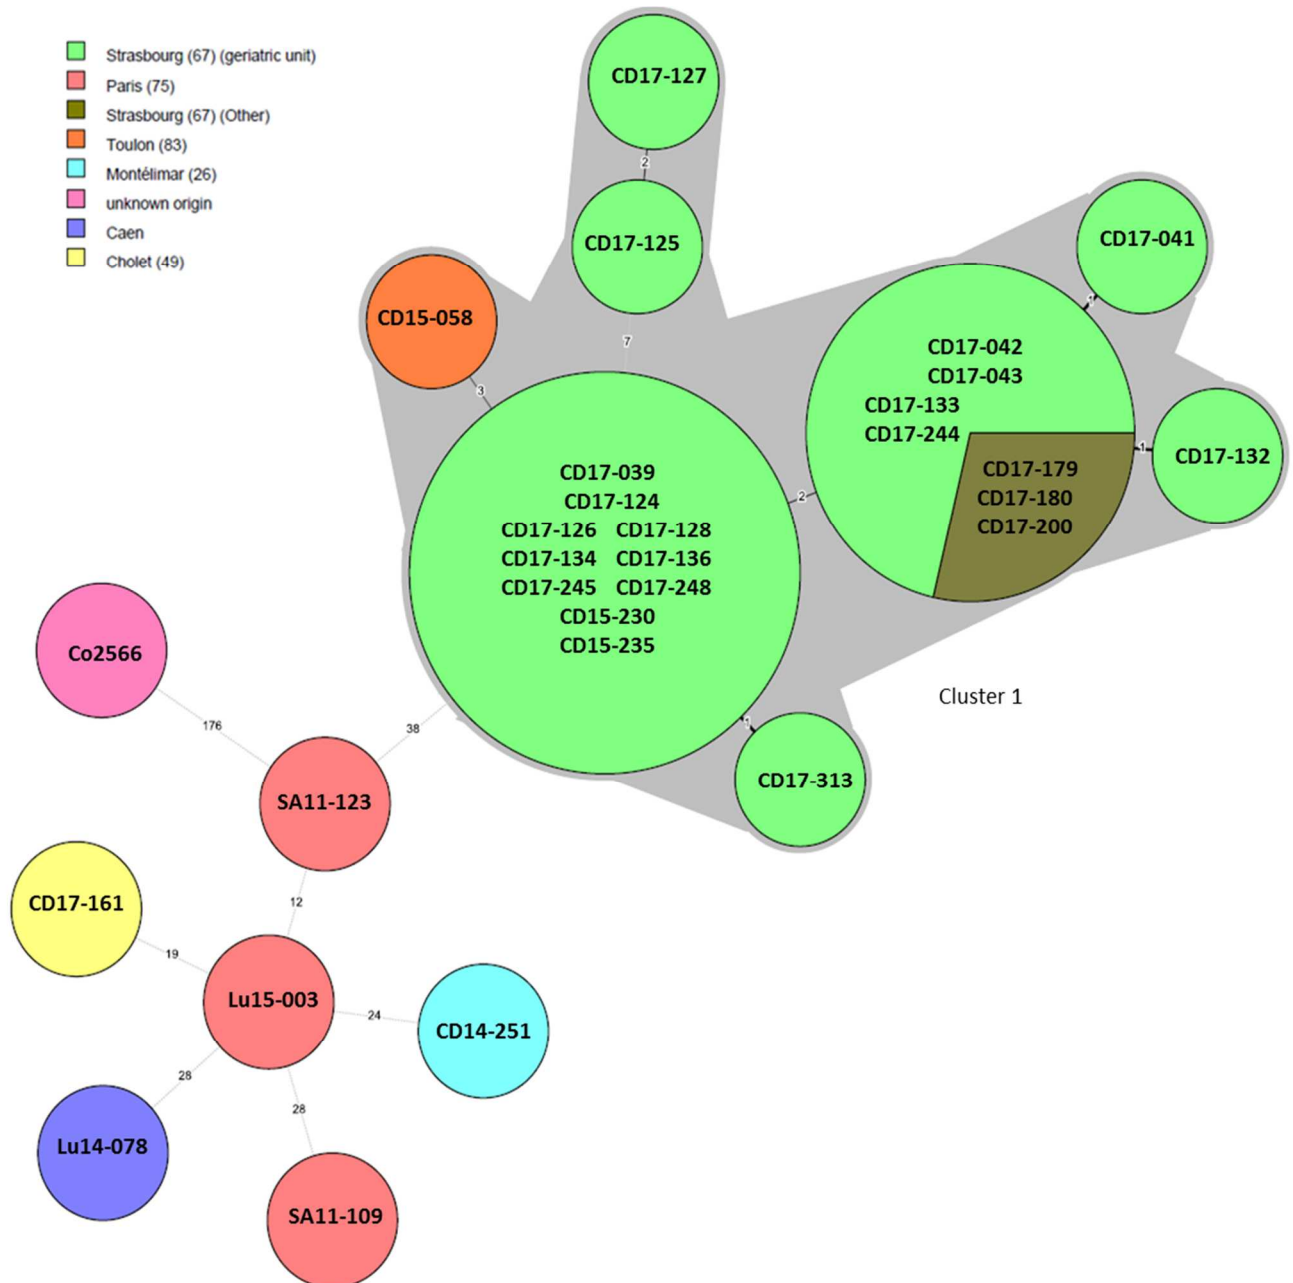 Strasbourg (67) (geriatric unit)
Paris (75)
Strasbourg (67) (Other)
Toulon (83)
Montélimar (26)
unknown origin
Caen
Cholet (49)
CD17-127
2
CD17-125
7
CD15-058
3
CD17-041
1
CD17-042
CD17-043
CD17-133
CD17-244
CD17-179
CD17-180
CD17-200
1
CD17-132
2
CD17-039
CD17-124
CD17-126 CD17-128
CD17-134 CD17-136
CD17-245 CD17-248
CD15-230
CD15-235
Cluster 1
1
CD17-313
38
Co2566
176
SA11-123
12
CD17-161
19
Lu15-003
24
CD14-251
28
Lu14-078
28
SA11-109